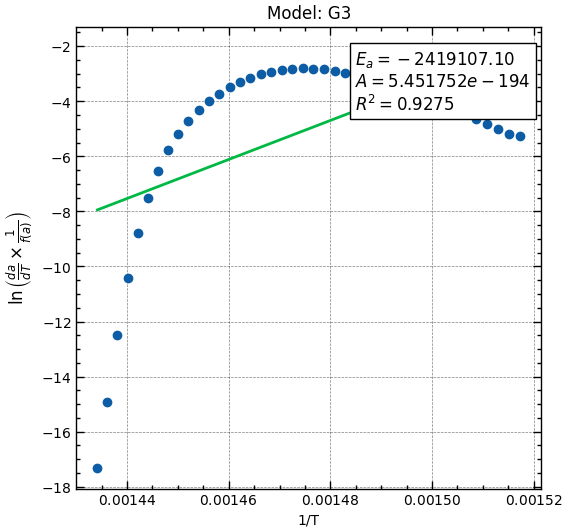 Model: G3
E_a = −2419107.10
A = 5.451752e − 194
R² = 0.9275
ln (da/dT × 1/f(a))
−2
−4
−6
−8
−10
−12
−14
−16
−18
0.00144 0.00146 0.00148 0.00150 0.00152
1/T